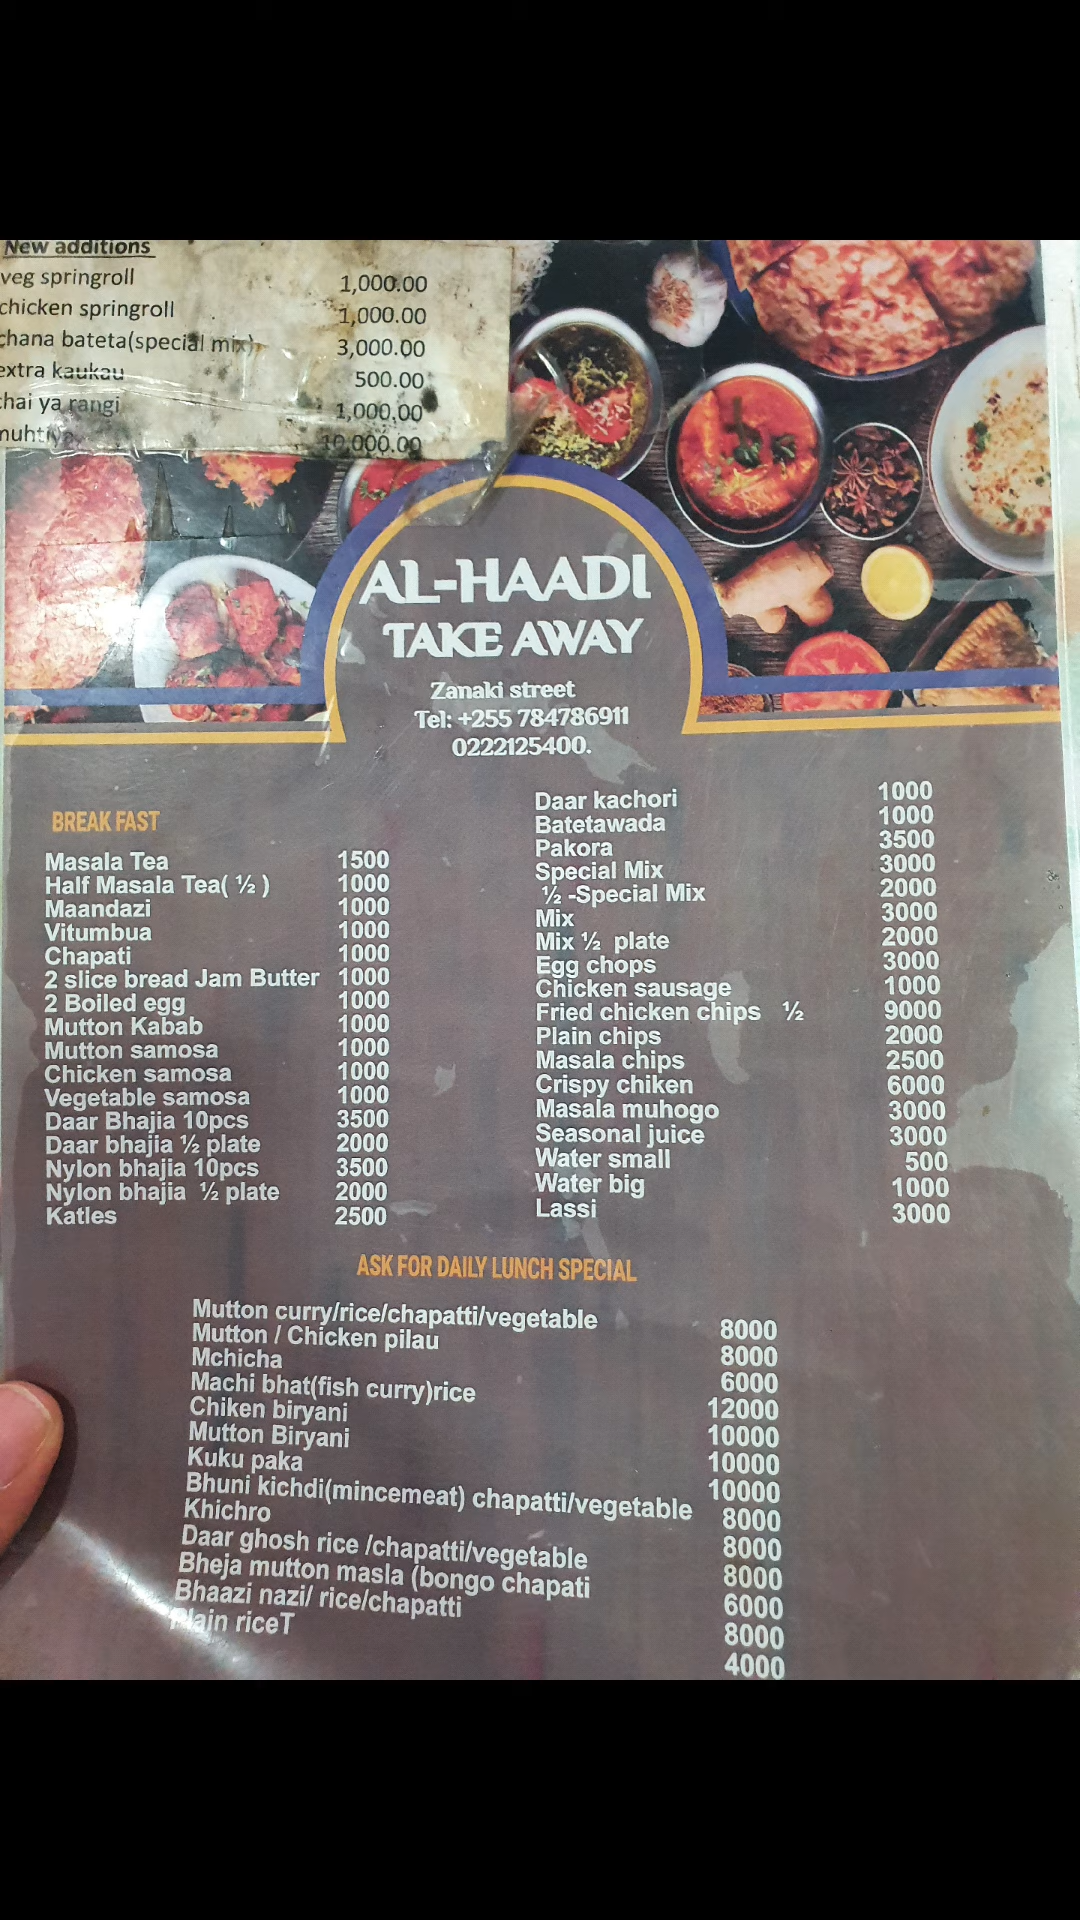 New additions
veg springroll 1,000.00
chicken springroll 1,000.00
chana bateta(special mix) 3,000.00
extra kaukau 500.00
chai ya rangi 1,000.00
10,000.00
AL-HAADI
TAKE AWAY
Zanaki street
Tel: +255 784786911
0222125400.
BREAK FAST
Masala Tea 1500
Half Masala Tea( ½ ) 1000
Maandazi 1000
Vitumbua 1000
Chapati 1000
2 slice bread Jam Butter 1000
2 Boiled egg 1000
Mutton Kabab 1000
Mutton samosa 1000
Chicken samosa 1000
Vegetable samosa 1000
Daar Bhajia 10pcs 3500
Daar bhajia ½ plate 2000
Nylon bhajia 10pcs 3500
Nylon bhajia ½ plate 2000
Katles 2500
Daar kachori 1000
Batetawada 1000
Pakora 3500
Special Mix 3000
½ -Special Mix 2000
Mix 3000
Mix ½ plate 2000
Egg chops 3000
Chicken sausage 1000
Fried chicken chips ½ 9000
Plain chips 2000
Masala chips 2500
Crispy chiken 6000
Masala muhogo 3000
Seasonal juice 3000
Water small 500
Water big 1000
Lassi 3000
ASK FOR DAILY LUNCH SPECIAL
Mutton curry/rice/chapatti/vegetable 8000
Mutton / Chicken pilau 8000
Mchicha 6000
Machi bhat(fish curry)rice 12000
Chiken biryani 10000
Mutton Biryani 10000
Kuku paka 10000
Bhuni kichdi(mincemeat) chapatti/vegetable 8000
Khichro 8000
Daar ghosh rice /chapatti/vegetable 8000
Bheja mutton masla (bongo chapati 6000
Bhaazi nazi/ rice/chapatti 8000
Plain riceT 4000